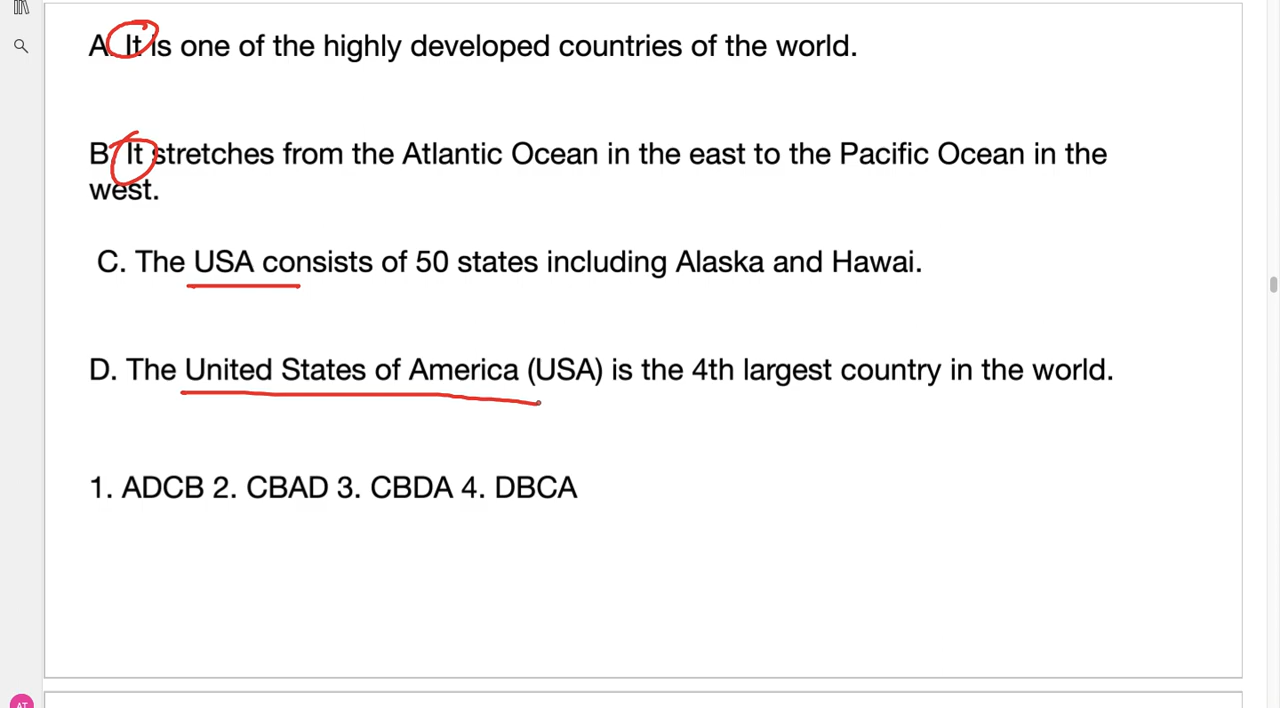 A. It is one of the highly developed countries of the world.
B. It stretches from the Atlantic Ocean in the east to the Pacific Ocean in the
west.
C. The USA consists of 50 states including Alaska and Hawai.
D. The United States of America (USA) is the 4th largest country in the world.
1. ADCB 2. CBAD 3. CBDA 4. DBCA
AT